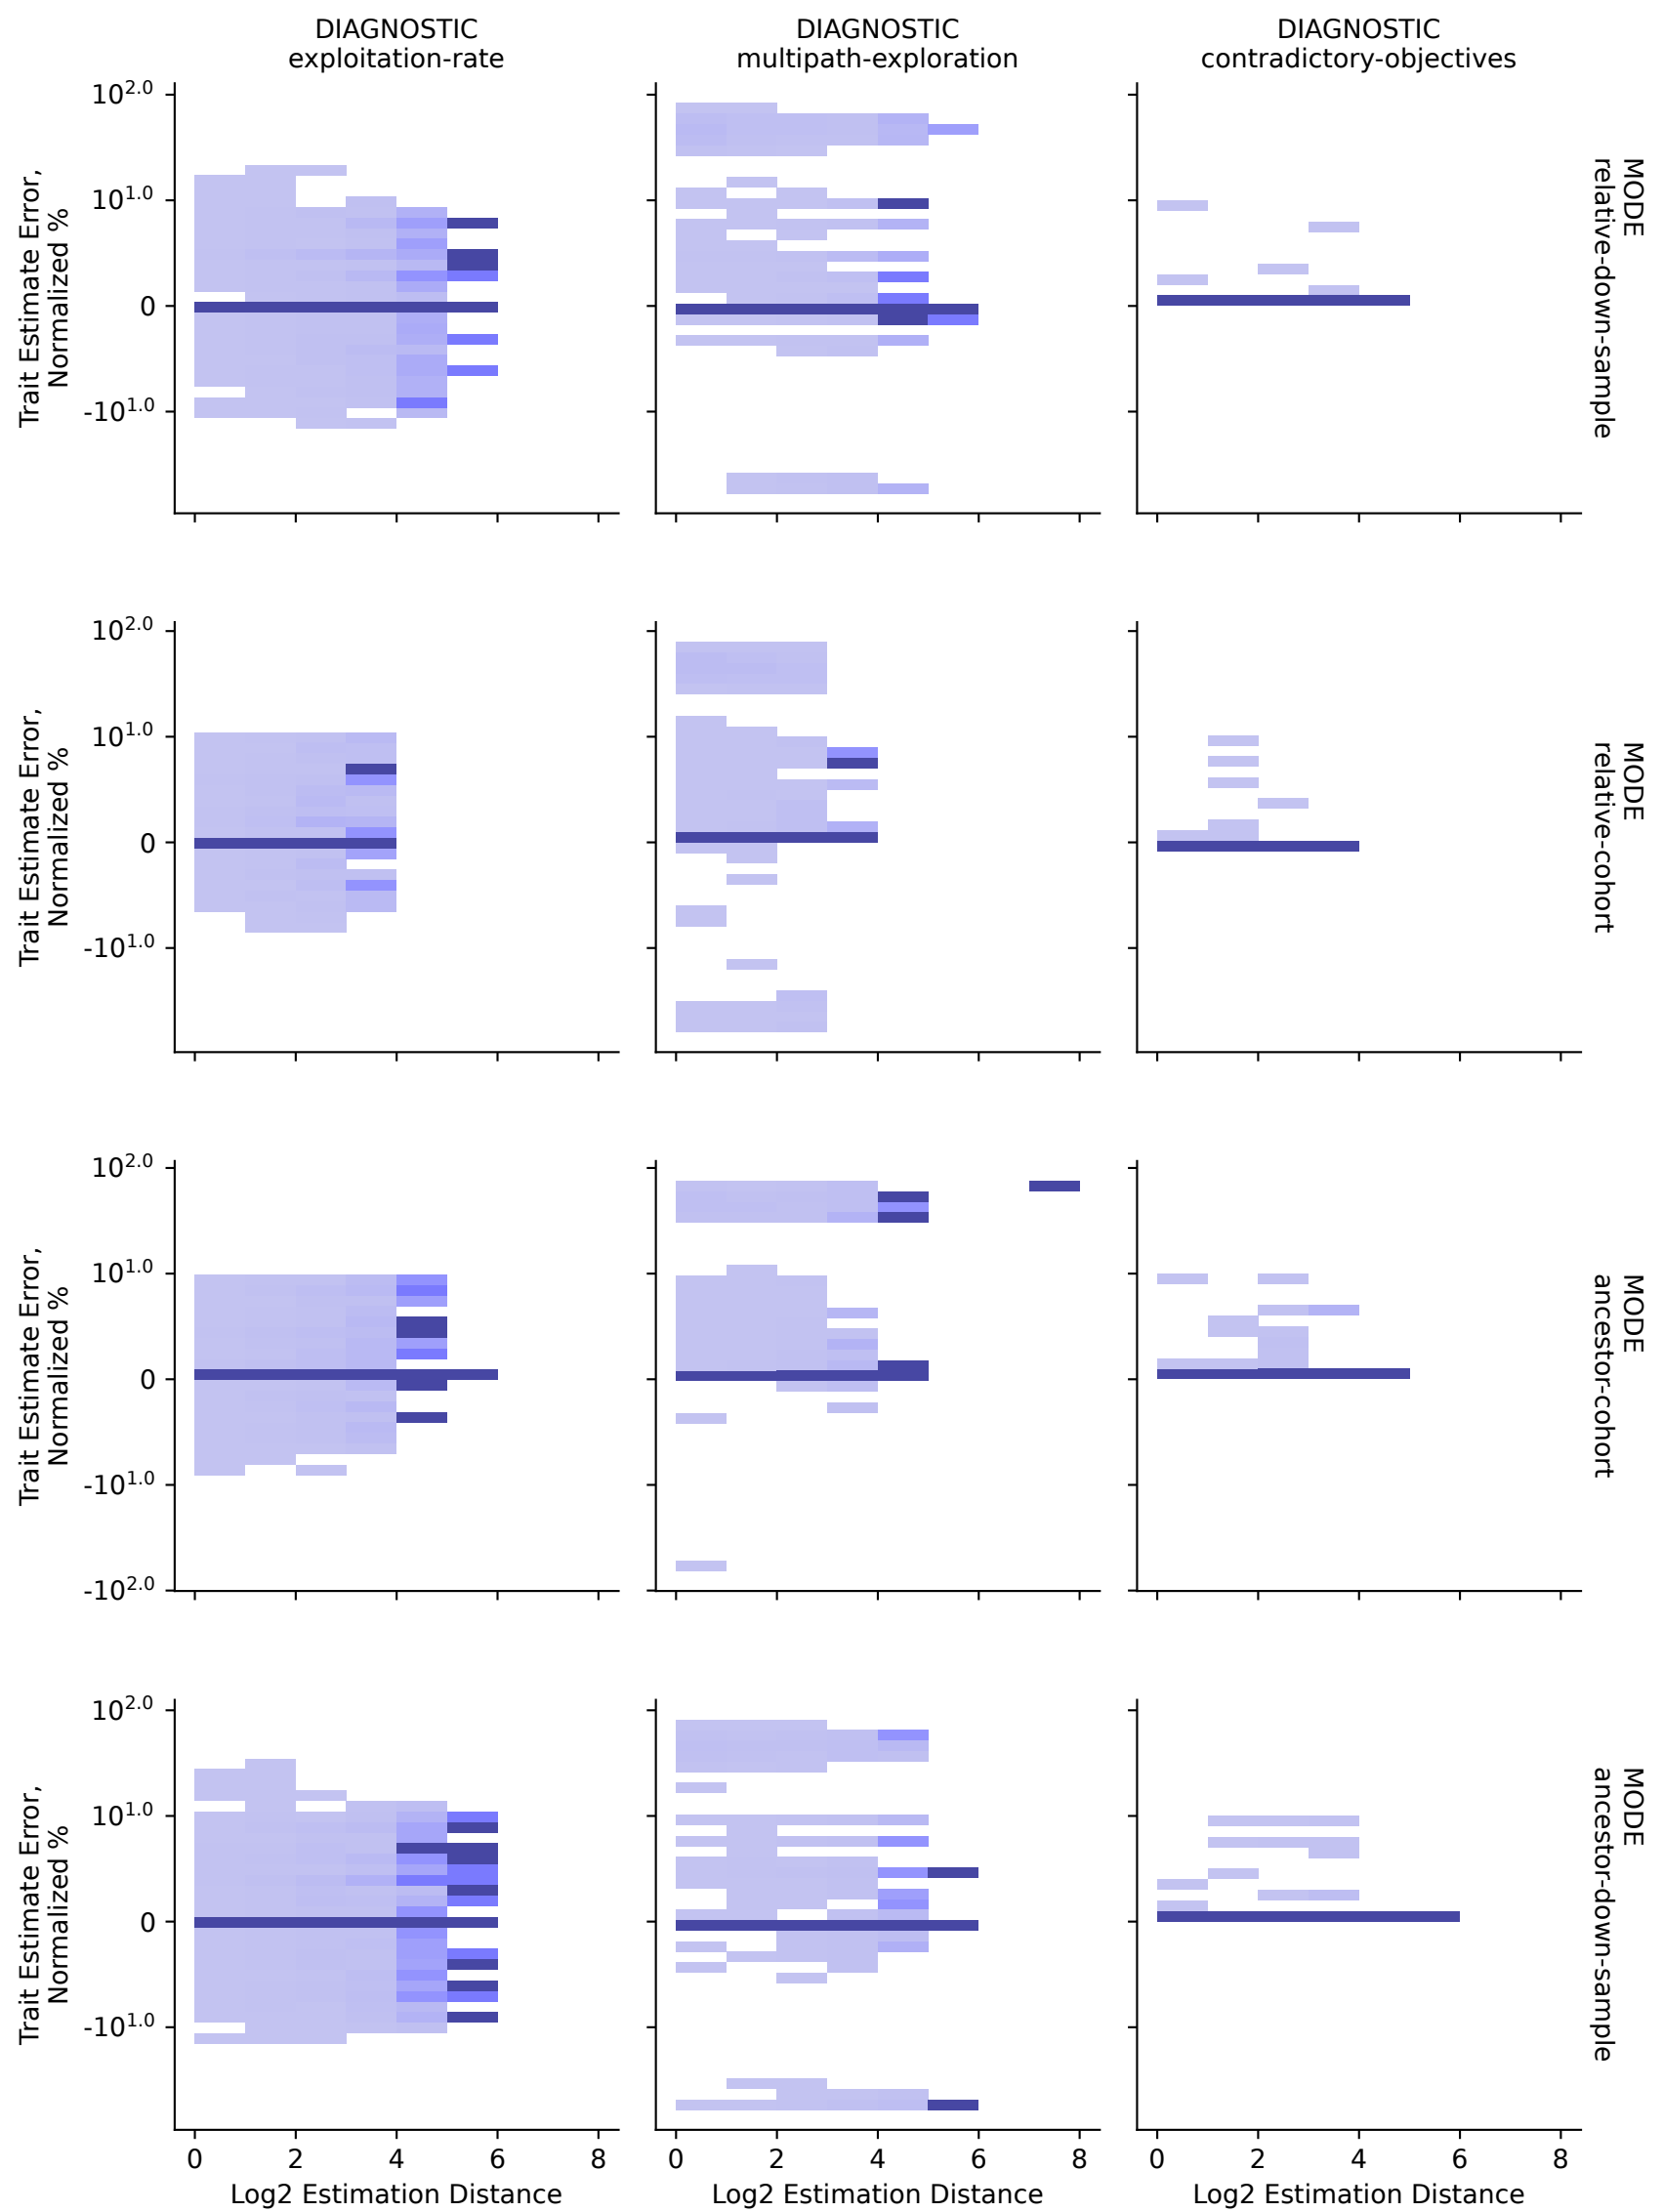 DIAGNOSTIC
exploitation-rate
DIAGNOSTIC
multipath-exploration
DIAGNOSTIC
contradictory-objectives
Trait Estimate Error,
Normalized %
10^2.0
10^1.0
0
-10^1.0
MODE
relative-down-sample
Trait Estimate Error,
Normalized %
10^2.0
10^1.0
0
-10^1.0
MODE
relative-cohort
Trait Estimate Error,
Normalized %
10^2.0
10^1.0
0
-10^1.0
-10^2.0
MODE
ancestor-cohort
Trait Estimate Error,
Normalized %
10^2.0
10^1.0
0
-10^1.0
MODE
ancestor-down-sample
0 2 4 6 8
0 2 4 6 8
0 2 4 6 8
Log2 Estimation Distance
Log2 Estimation Distance
Log2 Estimation Distance